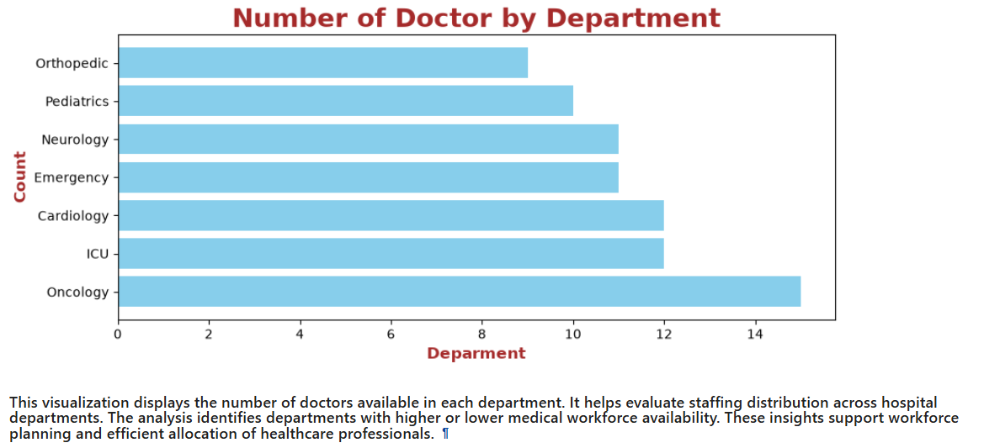 Number of Doctor by Department
Orthopedic
Pediatrics
Neurology
Emergency
Cardiology
ICU
Oncology
Count
0 2 4 6 8 10 12 14
Deparment
This visualization displays the number of doctors available in each department. It helps evaluate staffing distribution across hospital
departments. The analysis identifies departments with higher or lower medical workforce availability. These insights support workforce
planning and efficient allocation of healthcare professionals. ¶